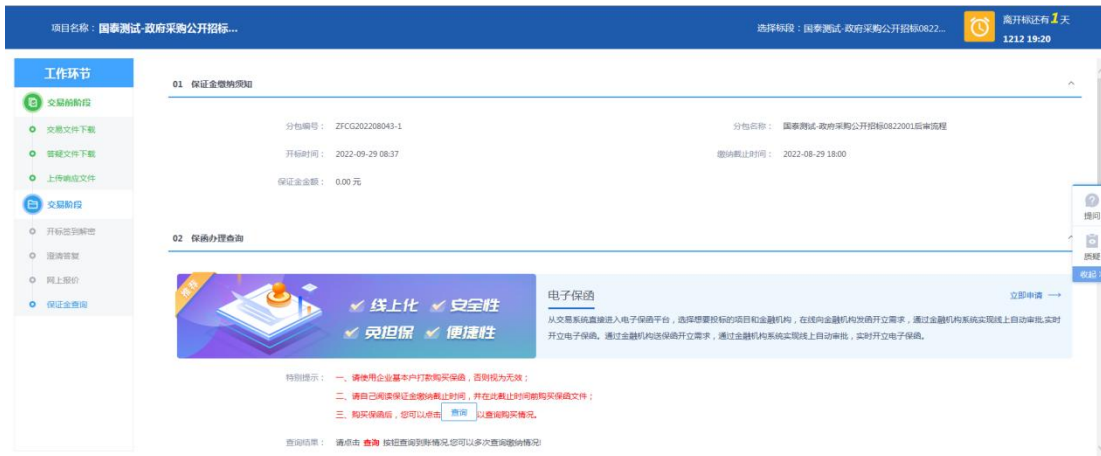 项目名称：国泰测试-政府采购公开招标...
选择标段：国泰测试-政府采购公开招标0822...
离开标还有1天
1212 19:20
工作环节
交易前阶段
交易文件下载
答疑文件下载
上传响应文件
交易阶段
开标签到解密
澄清答复
网上报价
保证金查询
01 保证金缴纳须知
分包编号： ZFCG202208043-1
分包名称： 国泰测试-政府采购公开招标0822001后审流程
开标时间： 2022-09-29 08:37
缴纳截止时间： 2022-08-29 18:00
保证金金额： 0.00 元
02 保函办理查询
推荐
线上化 安全性
免担保 便捷性
电子保函
立即申请 →
从交易系统直接进入电子保函平台，选择想要投标的项目和金融机构，在线向金融机构发函开立需求，通过金融机构系统实现线上自动审批,实时
开立电子保函。通过金融机构送保函开立需求，通过金融机构系统实现线上自动审批，实时开立电子保函。
特别提示： 一、请使用企业基本户打款购买保函，否则视为无效；
二、请自己阅读保证金缴纳截止时间，并在此截止时间前购买保函文件；
三、购买保函后，您可以点击 查询 以查询购买情况。
查询结果： 请点击 查询 按钮查询到账情况,您可以多次查询缴纳情况!
提问
质疑
收起